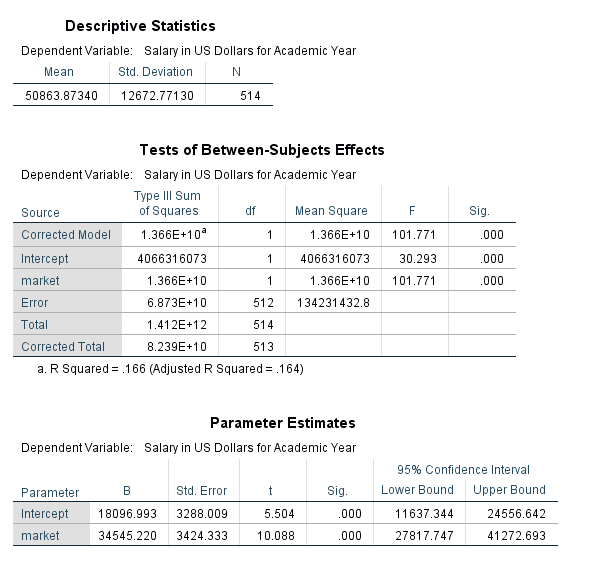 Descriptive Statistics
Dependent Variable: Salary in US Dollars for Academic Year
Mean Std. Deviation N
50863.87340 12672.77130 514
Tests of Between-Subjects Effects
Dependent Variable: Salary in US Dollars for Academic Year
Source Type III Sum of Squares df Mean Square F Sig.
Corrected Model 1.366E+10a 1 1.366E+10 101.771 .000
Intercept 4066316073 1 4066316073 30.293 .000
market 1.366E+10 1 1.366E+10 101.771 .000
Error 6.873E+10 512 134231432.8
Total 1.412E+12 514
Corrected Total 8.239E+10 513
a. R Squared = .166 (Adjusted R Squared = .164)
Parameter Estimates
Dependent Variable: Salary in US Dollars for Academic Year
95% Confidence Interval
Parameter B Std. Error t Sig. Lower Bound Upper Bound
Intercept 18096.993 3288.009 5.504 .000 11637.344 24556.642
market 34545.220 3424.333 10.088 .000 27817.747 41272.693